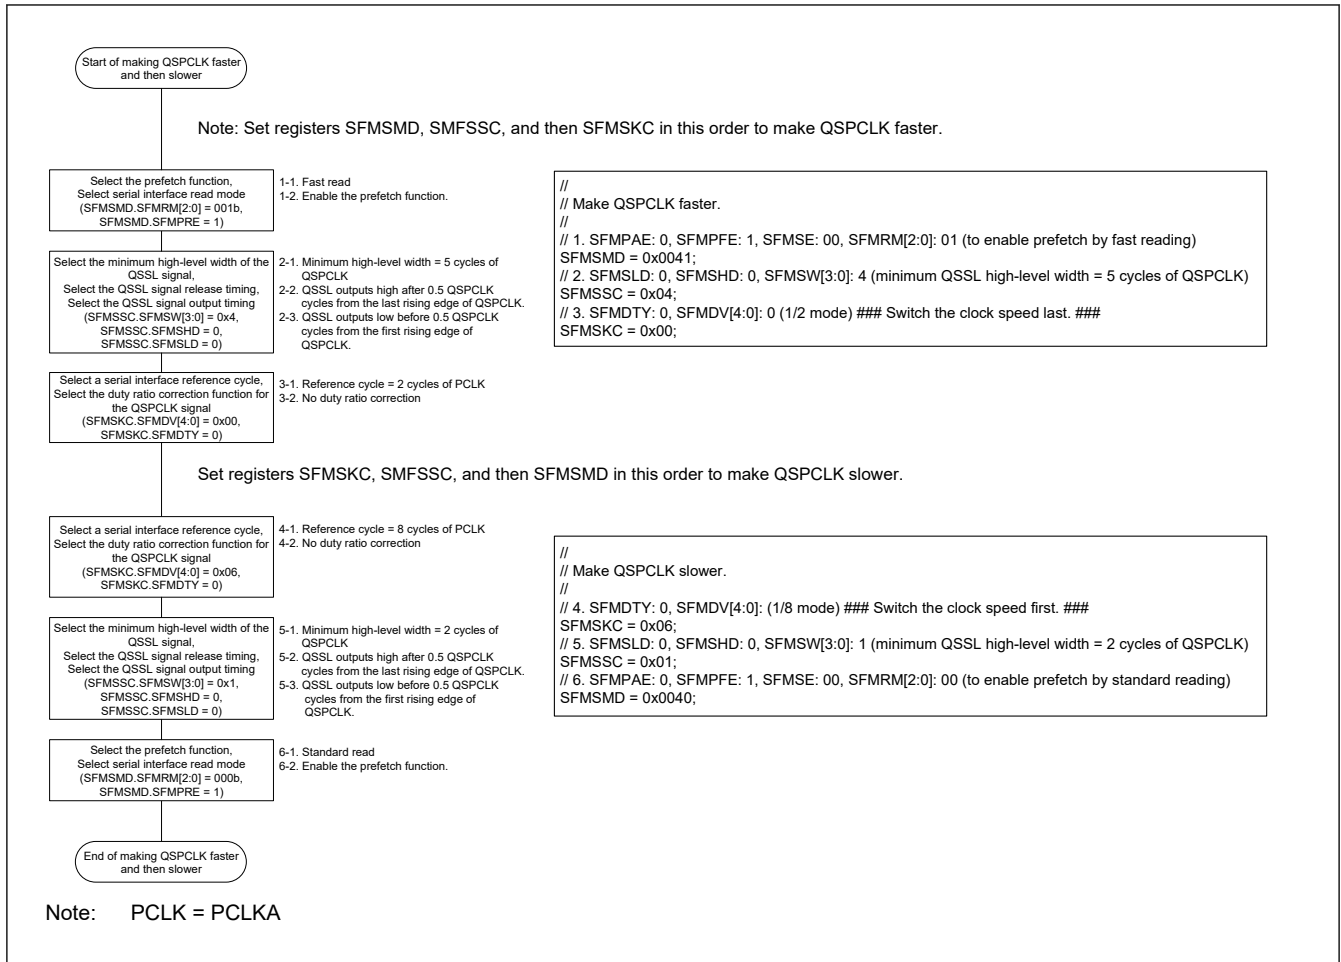 Start of making QSPCLK faster
and then slower
Note: Set registers SFMSMD, SMFSSC, and then SFMSKC in this order to make QSPCLK faster.
Select the prefetch function,
Select serial interface read mode
(SFMSMD.SFMRM[2:0] = 001b,
SFMSMD.SFMPRE = 1)
1-1. Fast read
1-2. Enable the prefetch function.
Select the minimum high-level width of the
QSSL signal,
Select the QSSL signal release timing,
Select the QSSL signal output timing
(SFMSSC.SFMSW[3:0] = 0x4,
SFMSSC.SFMSHD = 0,
SFMSSC.SFMSLD = 0)
2-1. Minimum high-level width = 5 cycles of
QSPCLK
2-2. QSSL outputs high after 0.5 QSPCLK
cycles from the last rising edge of QSPCLK.
2-3. QSSL outputs low before 0.5 QSPCLK
cycles from the first rising edge of
QSPCLK.
Select a serial interface reference cycle,
Select the duty ratio correction function for
the QSPCLK signal
(SFMSKC.SFMDV[4:0] = 0x00,
SFMSKC.SFMDTY = 0)
3-1. Reference cycle = 2 cycles of PCLK
3-2. No duty ratio correction
//
// Make QSPCLK faster.
//
// 1. SFMPAE: 0, SFMPFE: 1, SFMSE: 00, SFMRM[2:0]: 01 (to enable prefetch by fast reading)
SFMSMD = 0x0041;
// 2. SFMSLD: 0, SFMSHD: 0, SFMSW[3:0]: 4 (minimum QSSL high-level width = 5 cycles of QSPCLK)
SFMSSC = 0x04;
// 3. SFMDTY: 0, SFMDV[4:0]: 0 (1/2 mode) ### Switch the clock speed last. ###
SFMSKC = 0x00;
Set registers SFMSKC, SMFSSC, and then SFMSMD in this order to make QSPCLK slower.
Select a serial interface reference cycle,
Select the duty ratio correction function for
the QSPCLK signal
(SFMSKC.SFMDV[4:0] = 0x06,
SFMSKC.SFMDTY = 0)
4-1. Reference cycle = 8 cycles of PCLK
4-2. No duty ratio correction
Select the minimum high-level width of the
QSSL signal,
Select the QSSL signal release timing,
Select the QSSL signal output timing
(SFMSSC.SFMSW[3:0] = 0x1,
SFMSSC.SFMSHD = 0,
SFMSSC.SFMSLD = 0)
5-1. Minimum high-level width = 2 cycles of
QSPCLK
5-2. QSSL outputs high after 0.5 QSPCLK
cycles from the last rising edge of QSPCLK.
5-3. QSSL outputs low before 0.5 QSPCLK
cycles from the first rising edge of
QSPCLK.
Select the prefetch function,
Select serial interface read mode
(SFMSMD.SFMRM[2:0] = 000b,
SFMSMD.SFMPRE = 1)
6-1. Standard read
6-2. Enable the prefetch function.
//
// Make QSPCLK slower.
//
// 4. SFMDTY: 0, SFMDV[4:0]: (1/8 mode) ### Switch the clock speed first. ###
SFMSKC = 0x06;
// 5. SFMSLD: 0, SFMSHD: 0, SFMSW[3:0]: 1 (minimum QSSL high-level width = 2 cycles of QSPCLK)
SFMSSC = 0x01;
// 6. SFMPAE: 0, SFMPFE: 1, SFMSE: 00, SFMRM[2:0]: 00 (to enable prefetch by standard reading)
SFMSMD = 0x0040;
End of making QSPCLK faster
and then slower
Note: PCLK = PCLKA